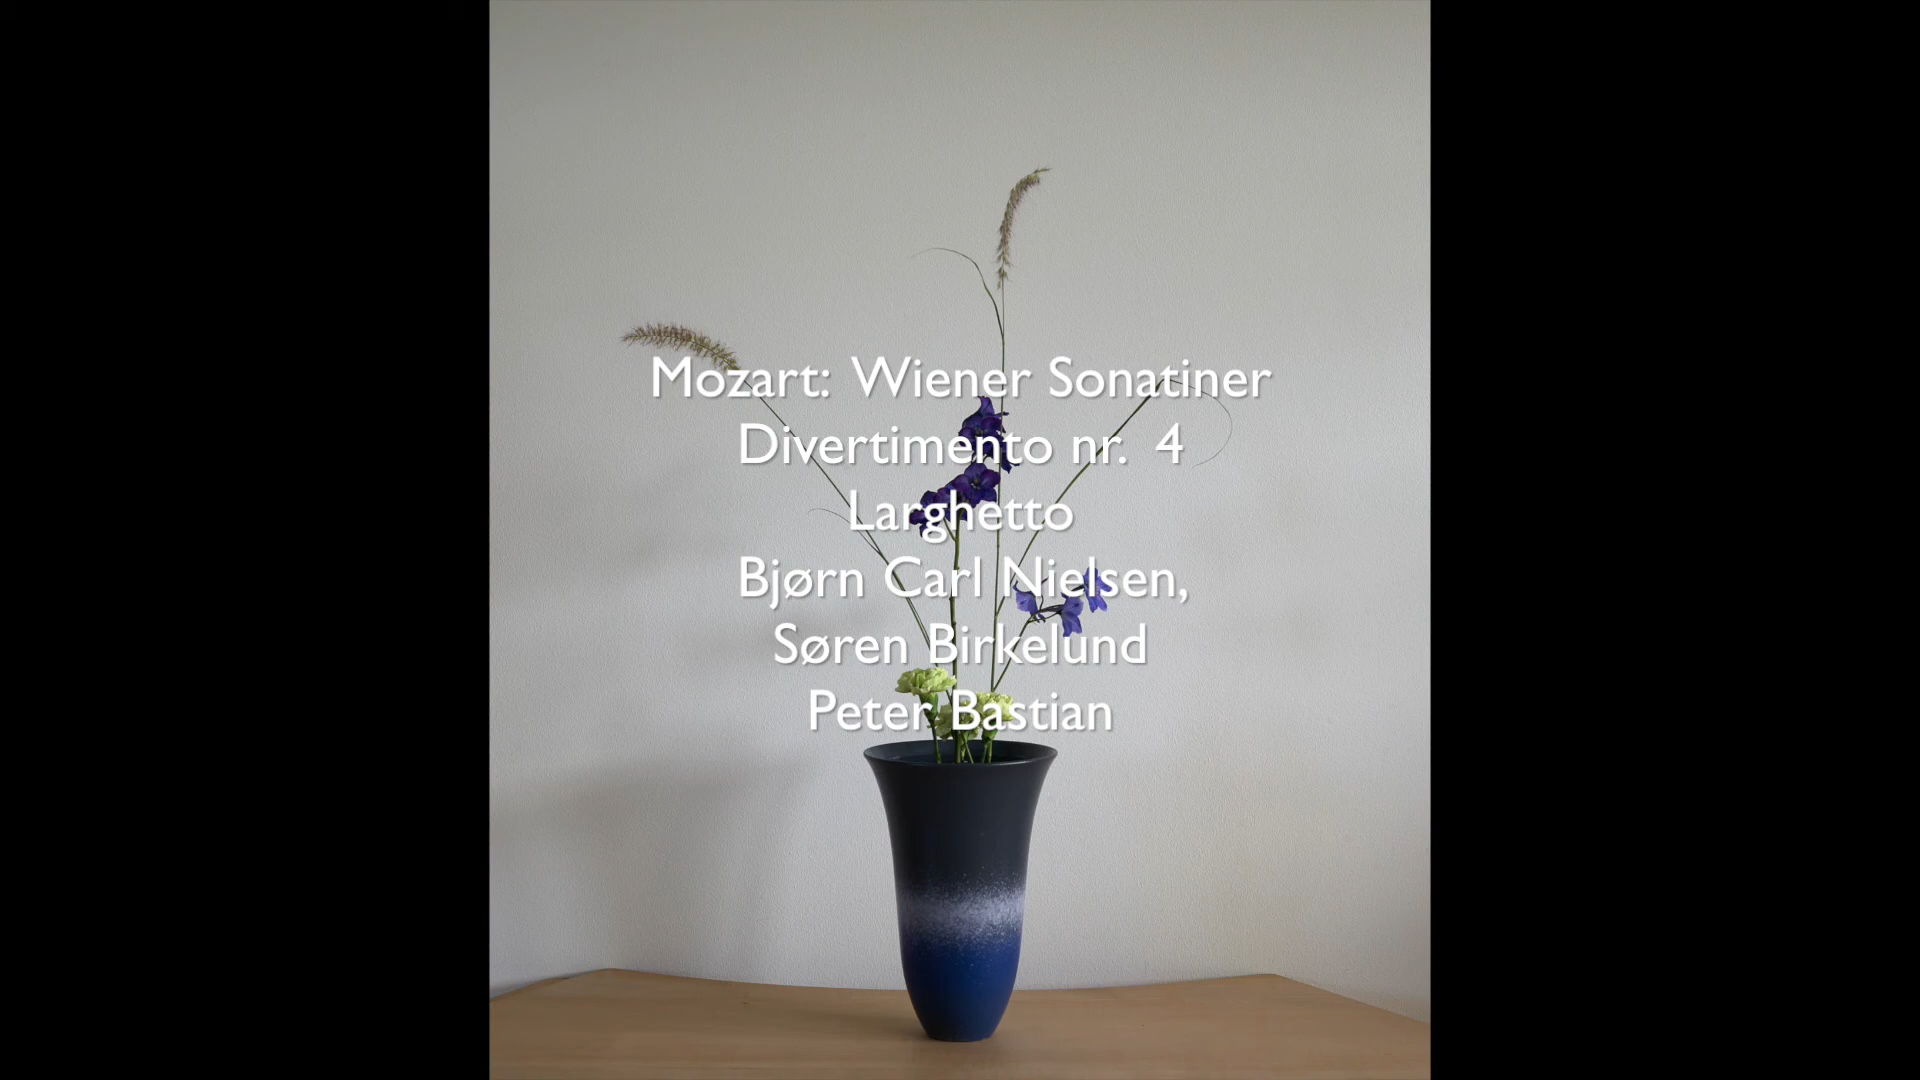 Mozart: Wiener Sonatiner
Divertimento nr. 4
Larghetto
Bjørn Carl Nielsen,
Søren Birkelund
Peter Bastian